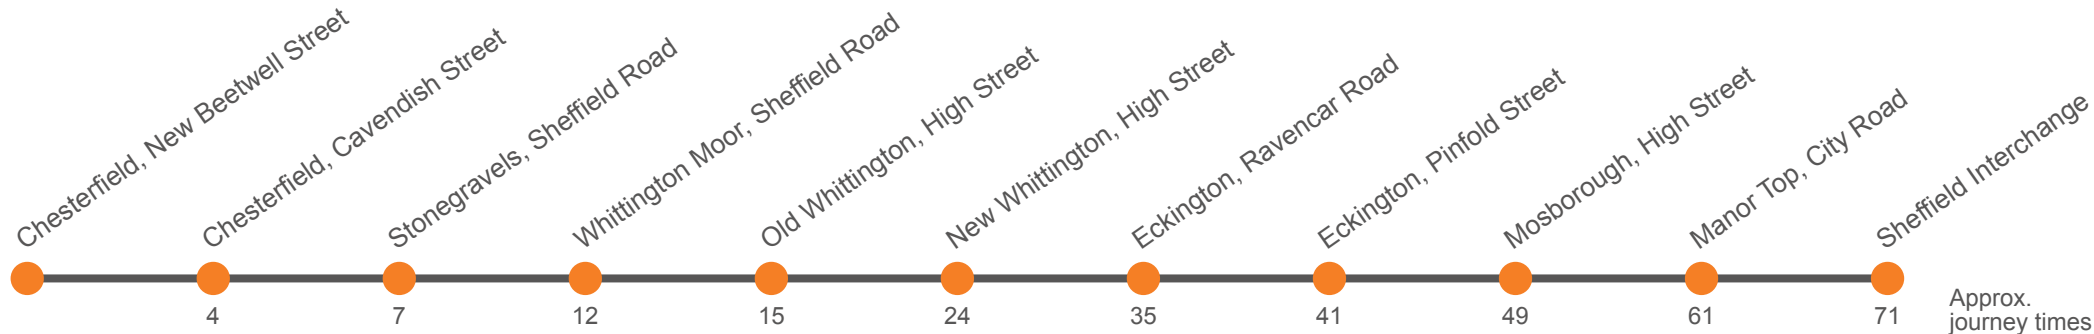 Chesterfield, New Beetwell Street
Chesterfield, Cavendish Street
Stonegravels, Sheffield Road
Whittington Moor, Sheffield Road
Old Whittington, High Street
New Whittington, High Street
Eckington, Ravencar Road
Eckington, Pinfold Street
Mosborough, High Street
Manor Top, City Road
Sheffield Interchange
4 7 12 15 24 35 41 49 61 71
Approx.
journey times